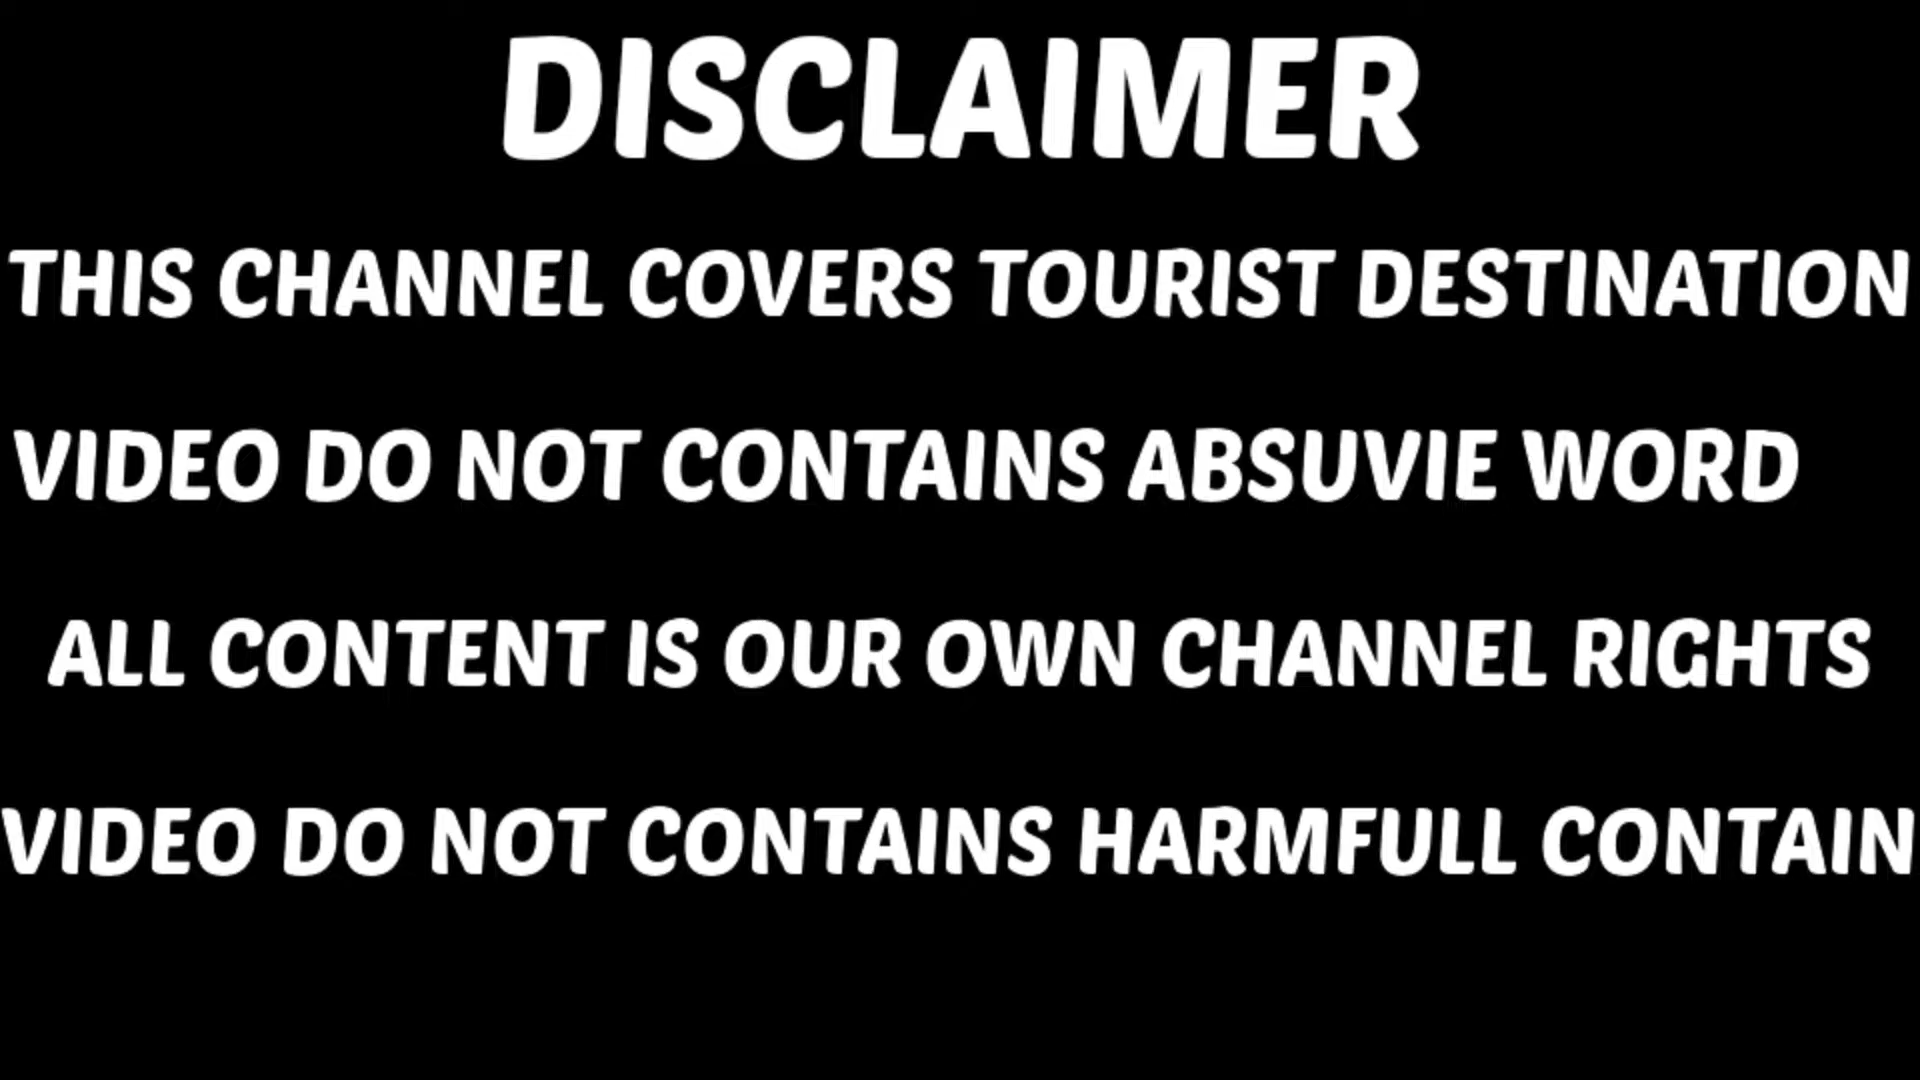 DISCLAIMER
THIS CHANNEL COVERS TOURIST DESTINATION
VIDEO DO NOT CONTAINS ABSUVIE WORD
ALL CONTENT IS OUR OWN CHANNEL RIGHTS
VIDEO DO NOT CONTAINS HARMFULL CONTAIN